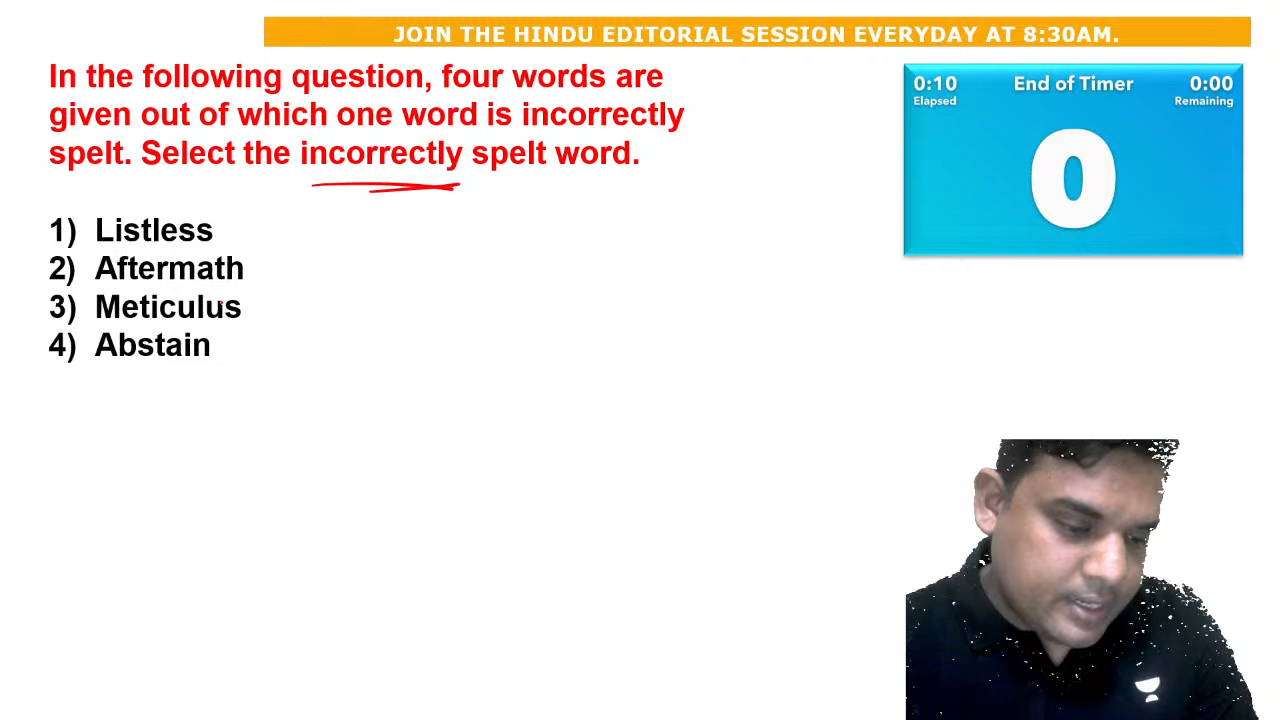 JOIN THE HINDU EDITORIAL SESSION EVERYDAY AT 8:30AM.
In the following question, four words are
given out of which one word is incorrectly
spelt. Select the incorrectly spelt word.
1) Listless
2) Aftermath
3) Meticulus
4) Abstain
0:10 End of Timer 0:00
Elapsed Remaining
0